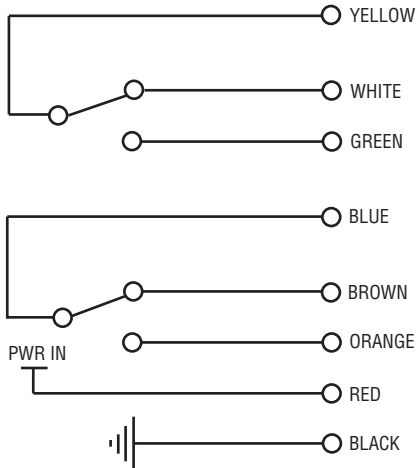 YELLOW
WHITE
GREEN
BLUE
BROWN
ORANGE
PWR IN
RED
BLACK